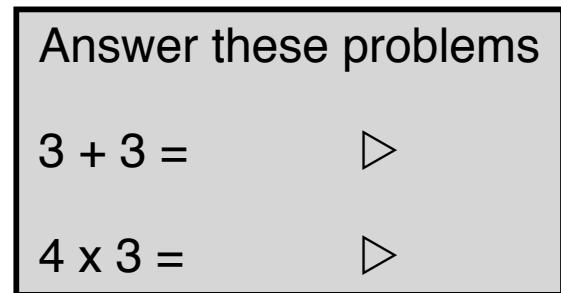 Answer these problems
3 + 3 = ▷
4 x 3 = ▷